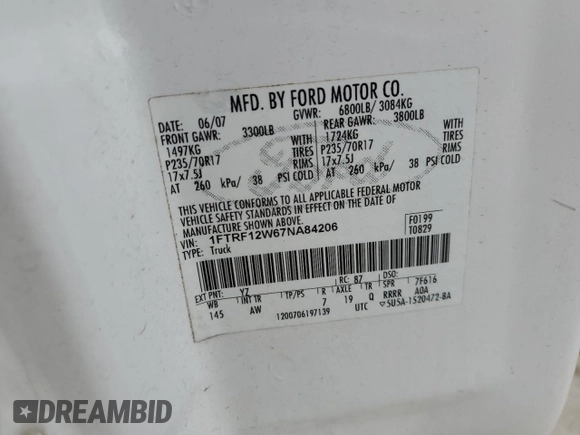 MFD. BY FORD MOTOR CO.
DATE: 06/07 GVWR: 6800LB/ 3084KG
FRONT GAWR: 3300LB REAR GAWR: 3800LB
1497KG WITH 1724KG WITH
P235/70R17 TIRES P235/70R17 TIRES
17x7.5J RIMS 17x7.5J RIMS
AT 260 kPa/ 38 PSI COLD AT 260 kPa/ 38 PSI COLD
THIS VEHICLE CONFORMS TO ALL APPLICABLE FEDERAL MOTOR
VEHICLE SAFETY STANDARDS IN EFFECT ON THE DATE OF
MANUFACTURE SHOWN ABOVE.
VIN: 1FTRF12W67NA84206 F0199
TYPE: Truck T0829
EXT PNT: YZ RC: 87 DSO:
WB INT TR TP/PS R AXLE TR SPR 7F616
145 AW 7 19 Q RRRR A0A
1200706197139 UTC ▽5U5A-1520472-BA
Ford
DREAMBID